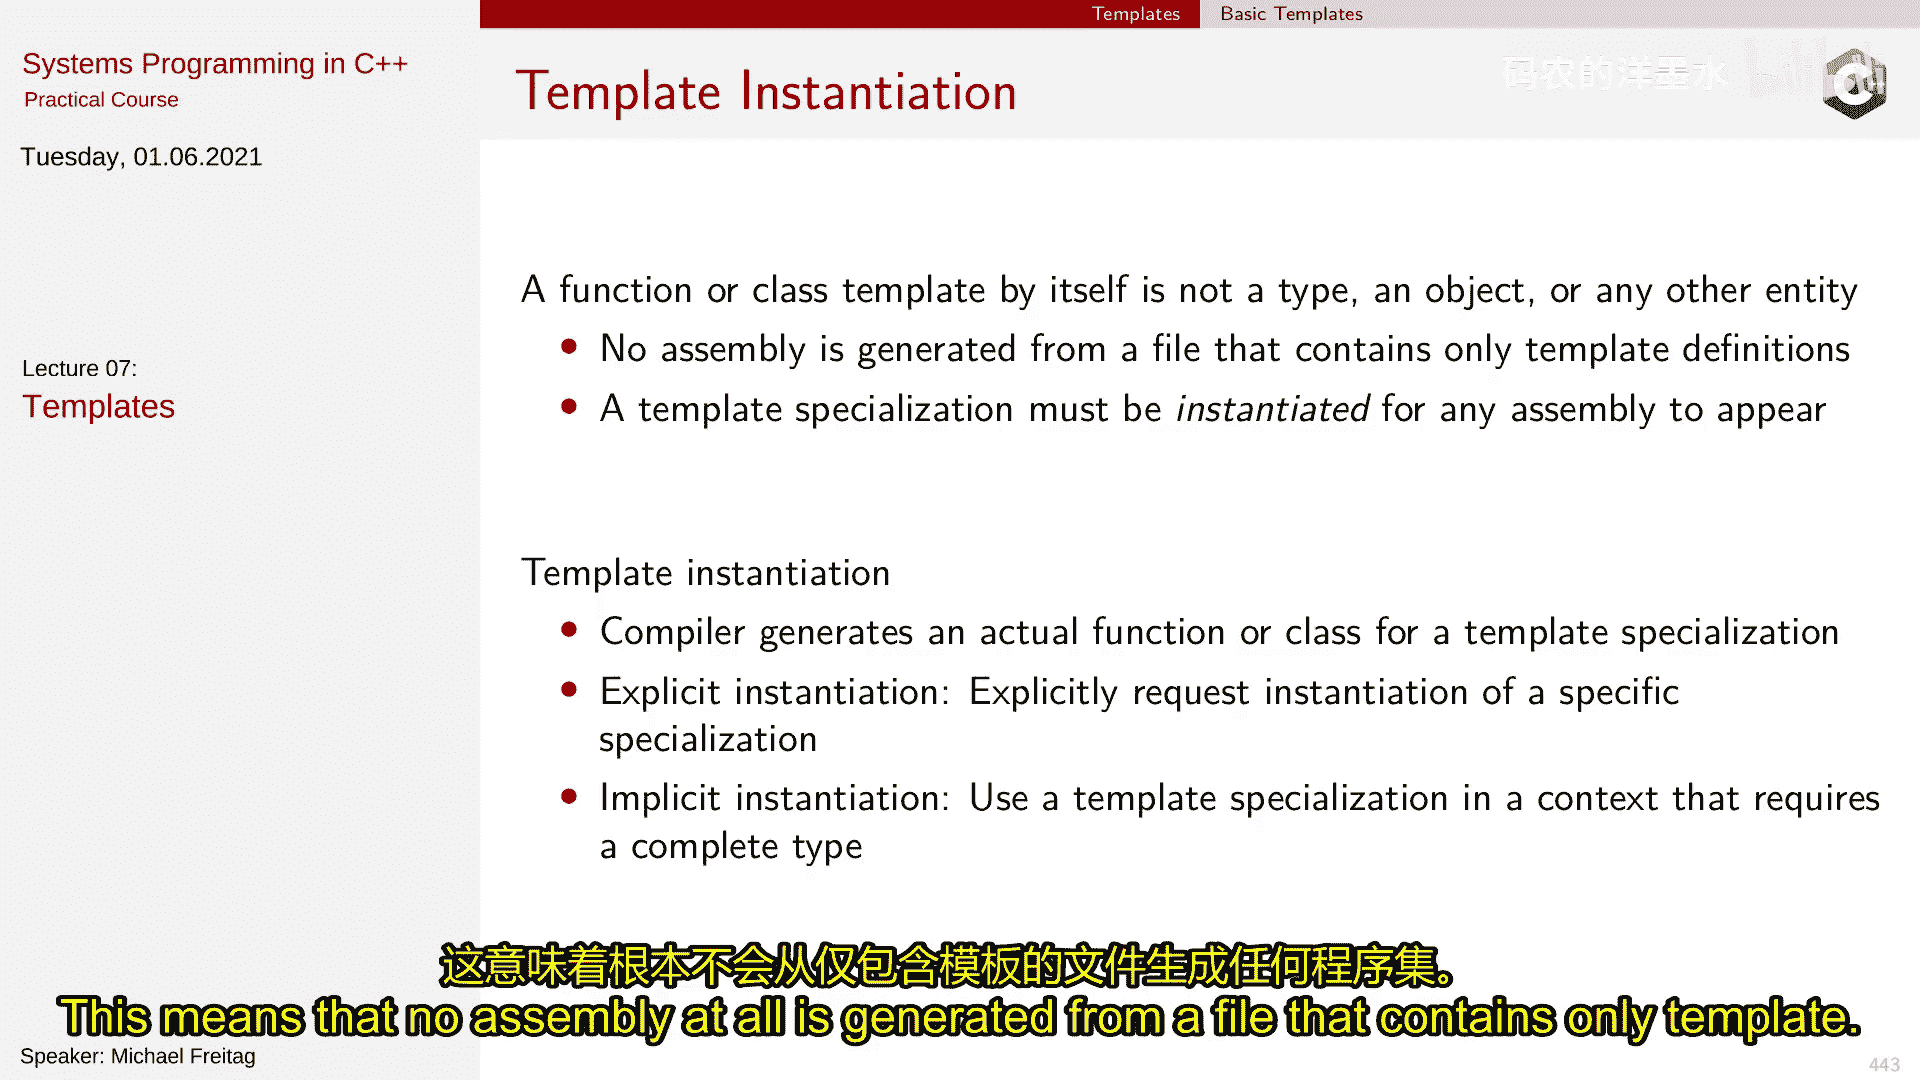 Templates
Basic Templates
Systems Programming in C++
Practical Course
Tuesday, 01.06.2021
Template Instantiation
码农的洋墨水
A function or class template by itself is not a type, an object, or any other entity
• No assembly is generated from a file that contains only template definitions
• A template specialization must be instantiated for any assembly to appear
Lecture 07:
Templates
Template instantiation
• Compiler generates an actual function or class for a template specialization
• Explicit instantiation: Explicitly request instantiation of a specific
specialization
• Implicit instantiation: Use a template specialization in a context that requires
a complete type
这意味着根本不会从仅包含模板的文件生成任何程序集。
This means that no assembly at all is generated from a file that contains only template.
Speaker: Michael Freitag
443